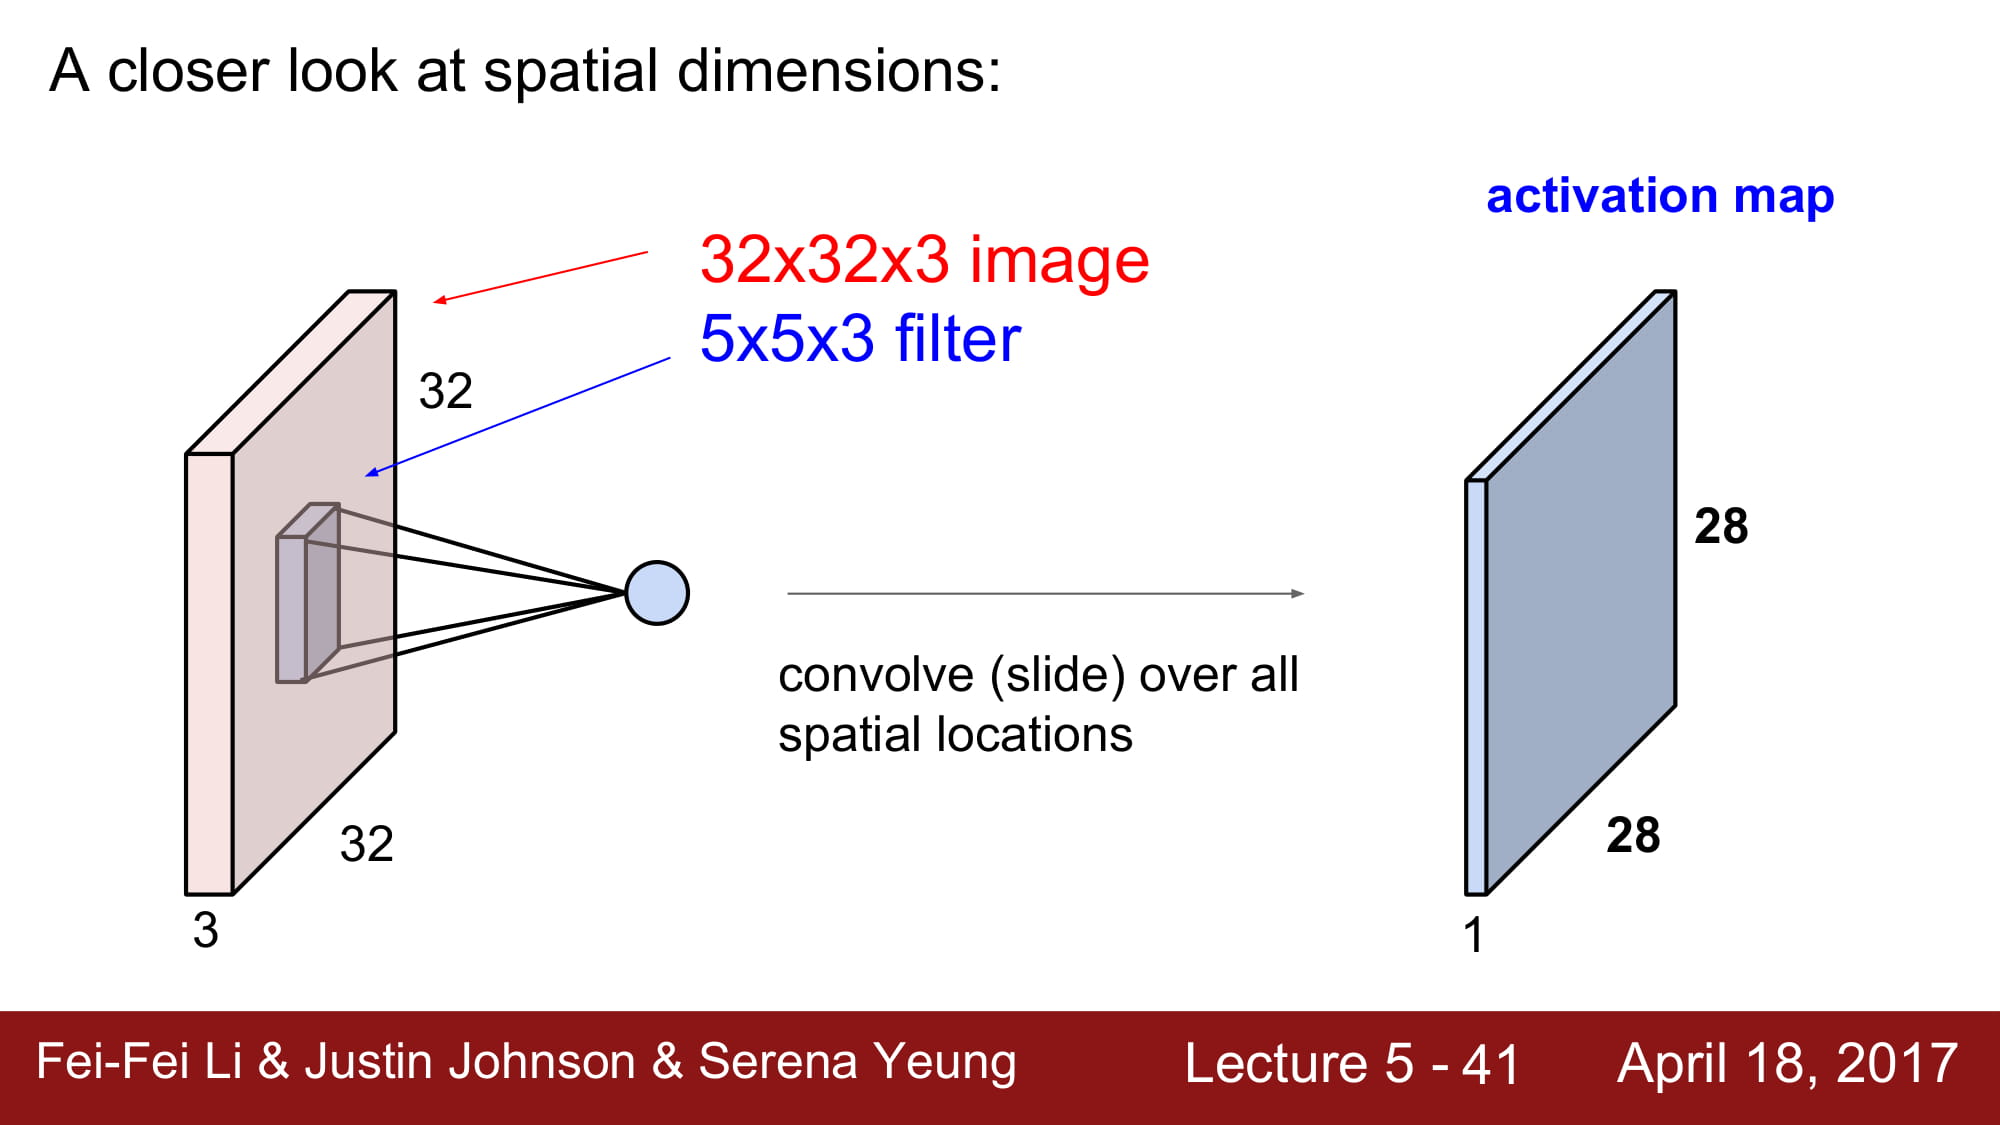 A closer look at spatial dimensions:
activation map
32x32x3 image
5x5x3 filter
32
28
convolve (slide) over all
spatial locations
32
28
3
1
Fei-Fei Li & Justin Johnson & Serena Yeung
Lecture 5 - 41
April 18, 2017